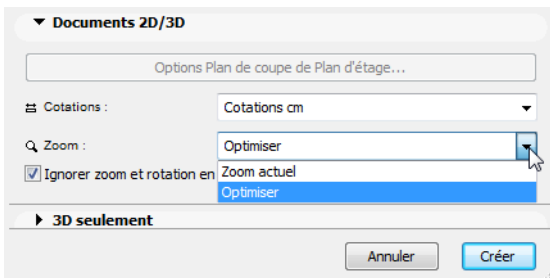 Documents 2D/3D
Options Plan de coupe de Plan d'étage...
Cotations : Cotations cm
Zoom : Optimiser
Ignorer zoom et rotation en Zoom actuel
Optimiser
3D seulement
Annuler Créer